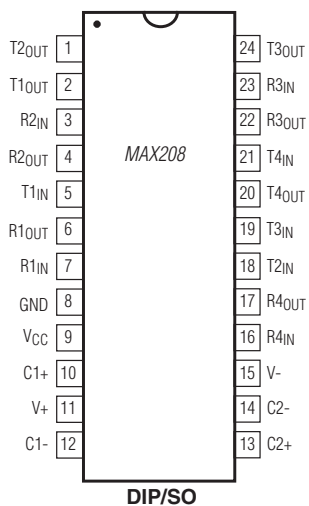 T2OUT 1 24 T3OUT
T1OUT 2 23 R3IN
R2IN 3 22 R3OUT
R2OUT 4 MAX208 21 T4IN
T1IN 5 20 T4OUT
R1OUT 6 19 T3IN
R1IN 7 18 T2IN
GND 8 17 R4OUT
VCC 9 16 R4IN
C1+ 10 15 V-
V+ 11 14 C2-
C1- 12 13 C2+
DIP/SO